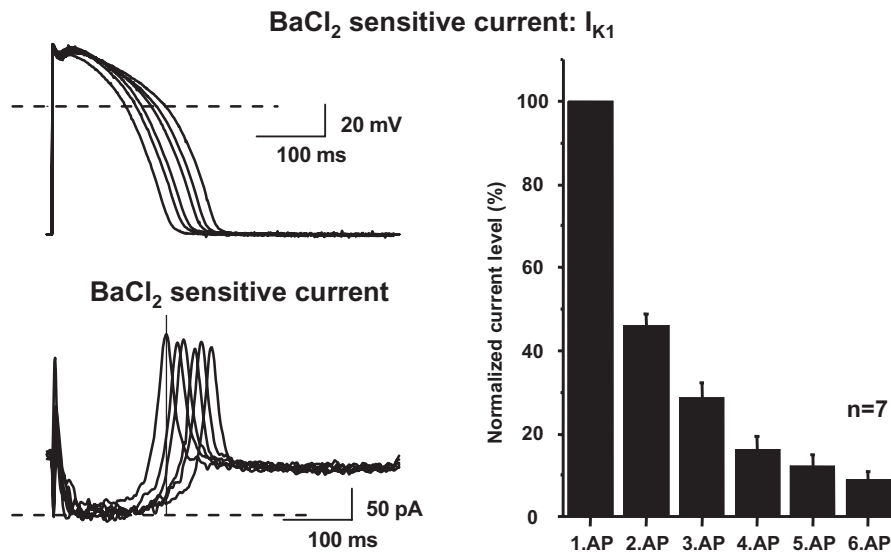 BaCl₂ sensitive current: I_K1
20 mV
100 ms
BaCl₂ sensitive current
50 pA
100 ms
Normalized current level (%)
100
80
60
40
20
0
n=7
1.AP 2.AP 3.AP 4.AP 5.AP 6.AP